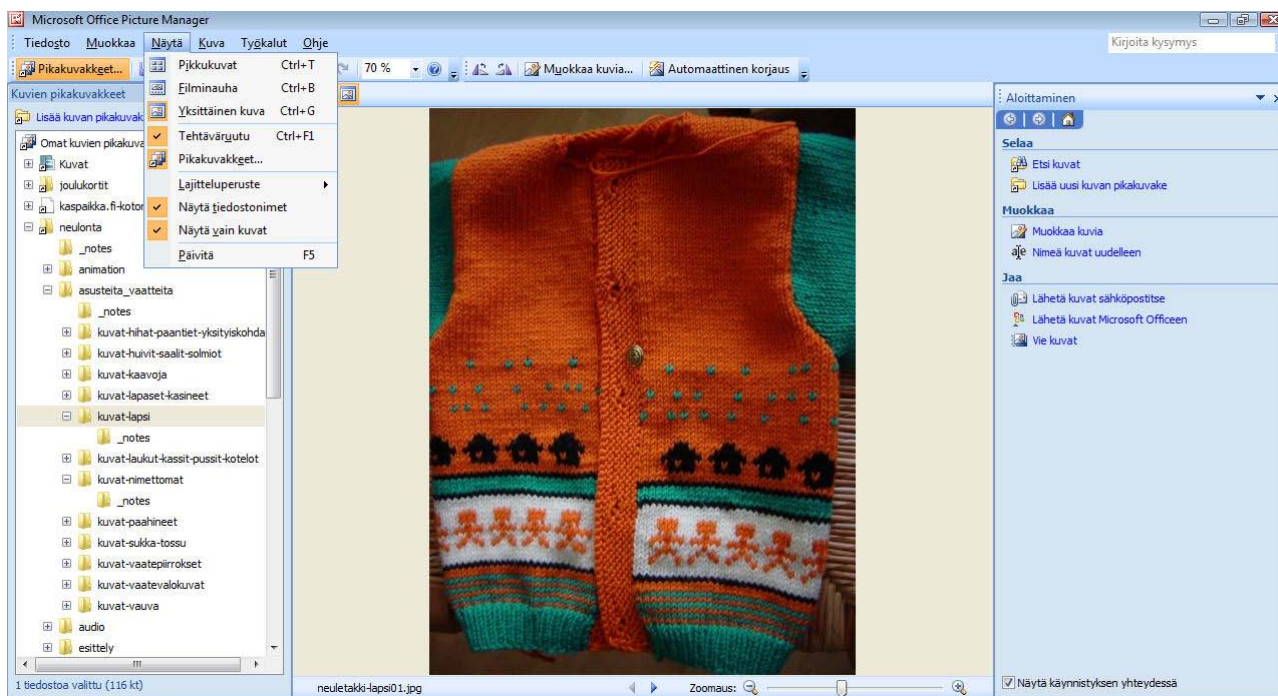 Microsoft Office Picture Manager
Tiedosto Muokkaa Näytä Kuva Työkalut Ohje
Kirjoita kysymys
Pikakuvakkeet...
70 %
Muokkaa kuvia...
Automaattinen korjaus
Pikkukuvat Ctrl+T
Filminauha Ctrl+B
Yksittäinen kuva Ctrl+G
Tehtäväruutu Ctrl+F1
Pikakuvakkeet...
Lajitteluperuste
Näytä tiedostonimet
Näytä vain kuvat
Päivitä F5
Kuvien pikakuvakkeet
Lisää kuvan pikakuvak
Omat kuvien pikakuva
Kuvat
joulukortit
kaspaikka.fi-kotor
neulonta
_notes
animation
asusteita_vaatteita
_notes
kuvat-hihat-paantiet-yksityiskohda
kuvat-huivit-saalit-solmiot
kuvat-kaavoja
kuvat-lapaset-kasineet
kuvat-lapsi
_notes
kuvat-laukut-kassit-pussit-kotelot
kuvat-nimettomat
_notes
kuvat-paahineet
kuvat-sukka-tossu
kuvat-vaatepiirrokset
kuvat-vaatevalokuvat
kuvat-vauva
audio
esittely
1 tiedostoa valittu (116 kt)
neuletakki-lapsi01.jpg
Zoomaus:
Aloittaminen
Selaa
Etsi kuvat
Lisää uusi kuvan pikakuvake
Muokkaa
Muokkaa kuvia
Nimeä kuvat uudelleen
Jaa
Lähetä kuvat sähköpostitse
Lähetä kuvat Microsoft Officeen
Vie kuvat
Näytä käynnistyksen yhteydessä